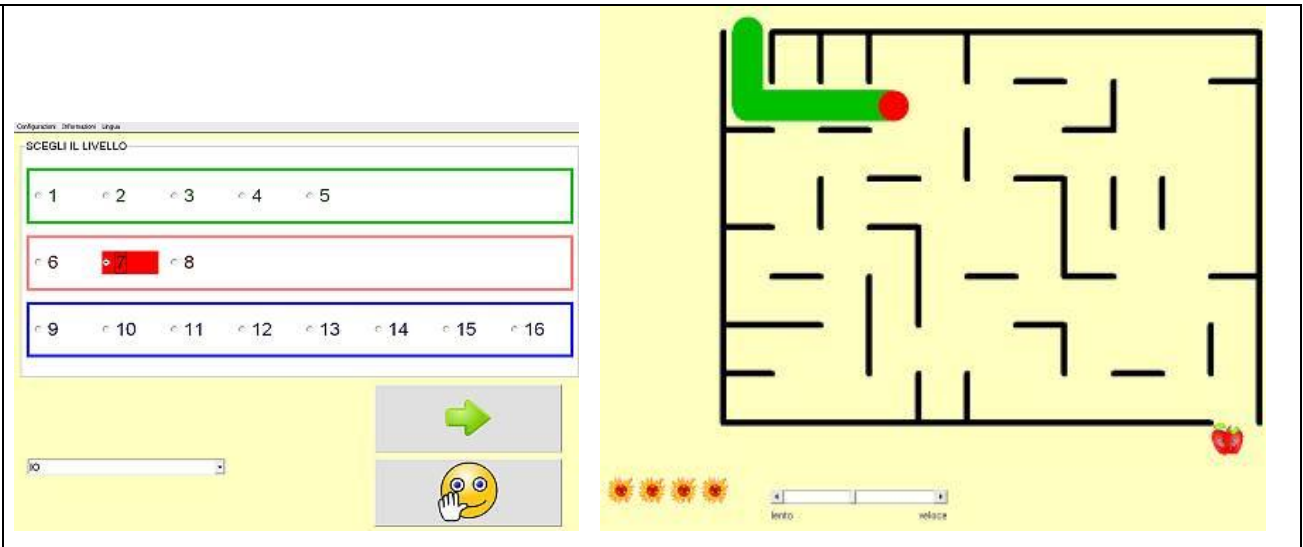 Configurazioni Informazioni Lingua
SCEGLI IL LIVELLO
1 2 3 4 5
6 7 8
9 10 11 12 13 14 15 16
IO
lento veloce